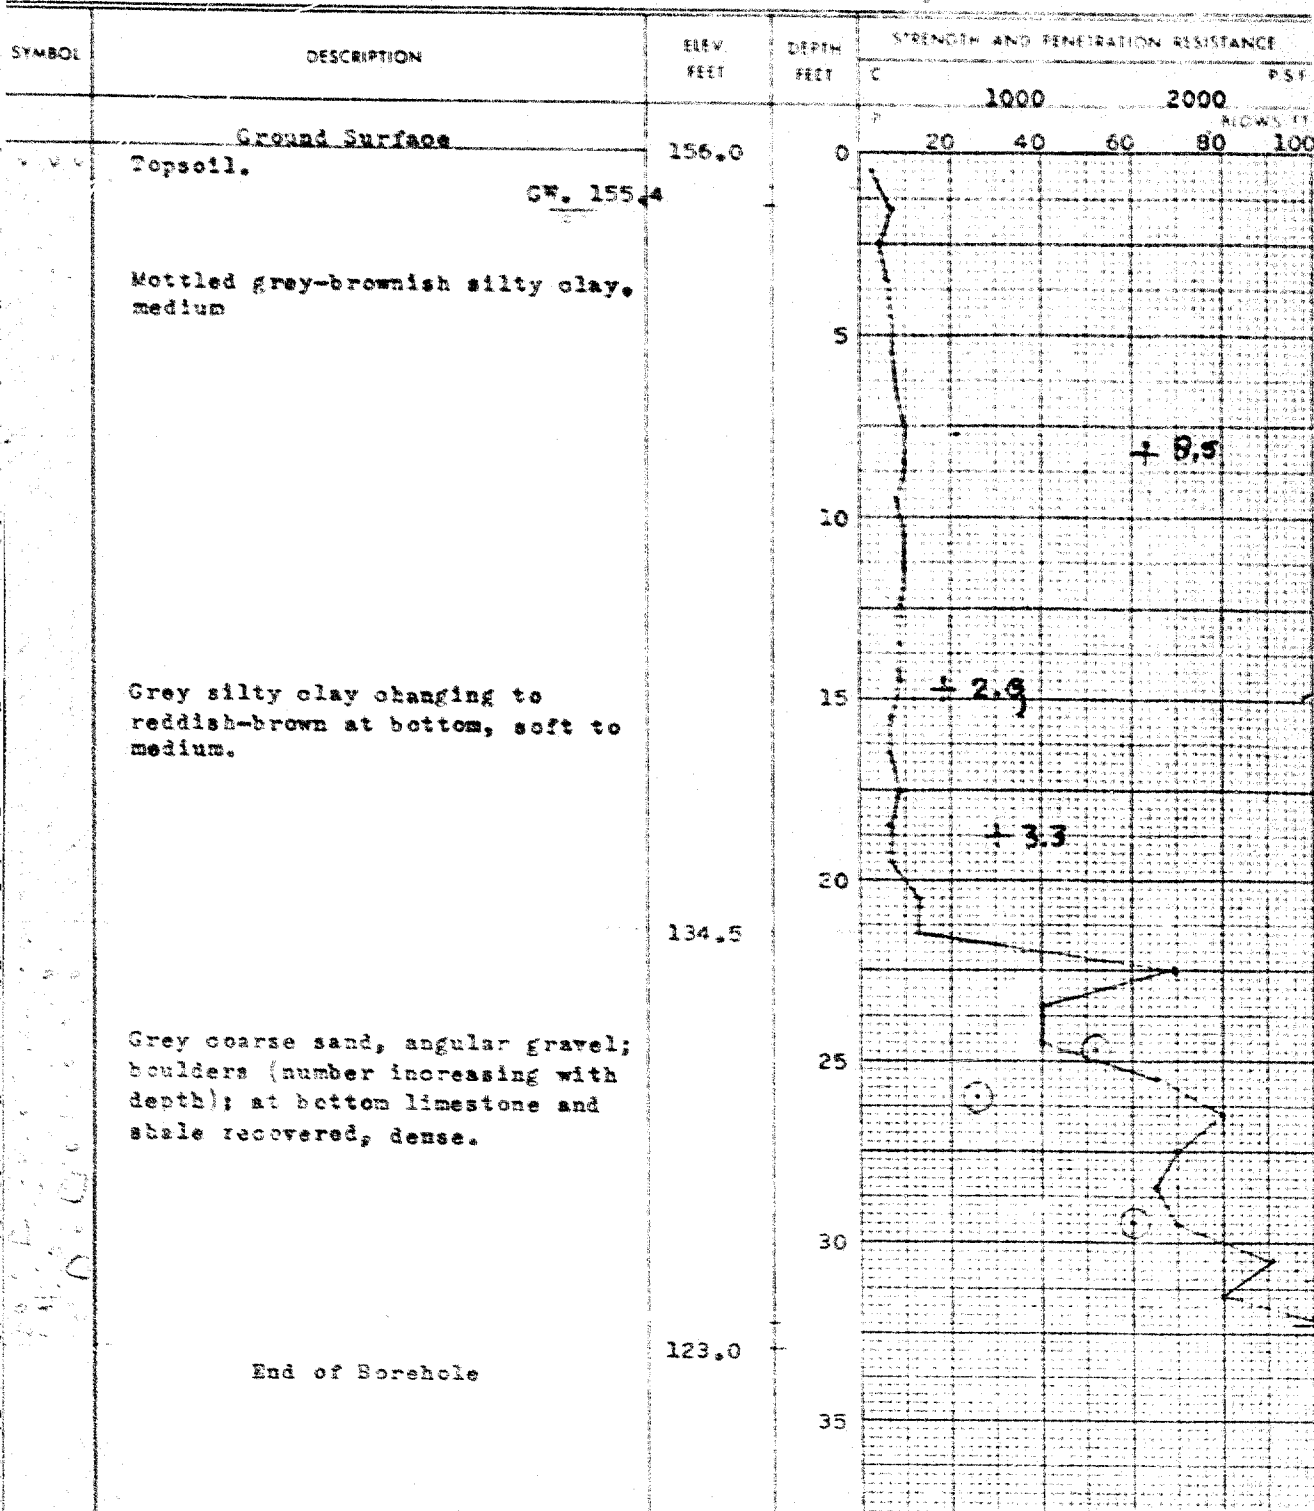 SYMBOL
DESCRIPTION
ELEV.
FEET
DEPTH
FEET
STRENGTH AND PENETRATION RESISTANCE
C
P.S.F.
1000 2000
P
BLOWS/FT
20 40 60 80 100
Ground Surface
156.0
0
Topsoil.
GW. 155.4
Mottled grey-brownish silty clay,
medium
5
+ 8.5
10
Grey silty clay changing to
reddish-brown at bottom, soft to
medium.
15
+ 2.9
+ 3.3
20
134.5
Grey coarse sand, angular gravel;
boulders (number increasing with
depth); at bottom limestone and
shale recovered, dense.
25
30
123.0
End of Borehole
35